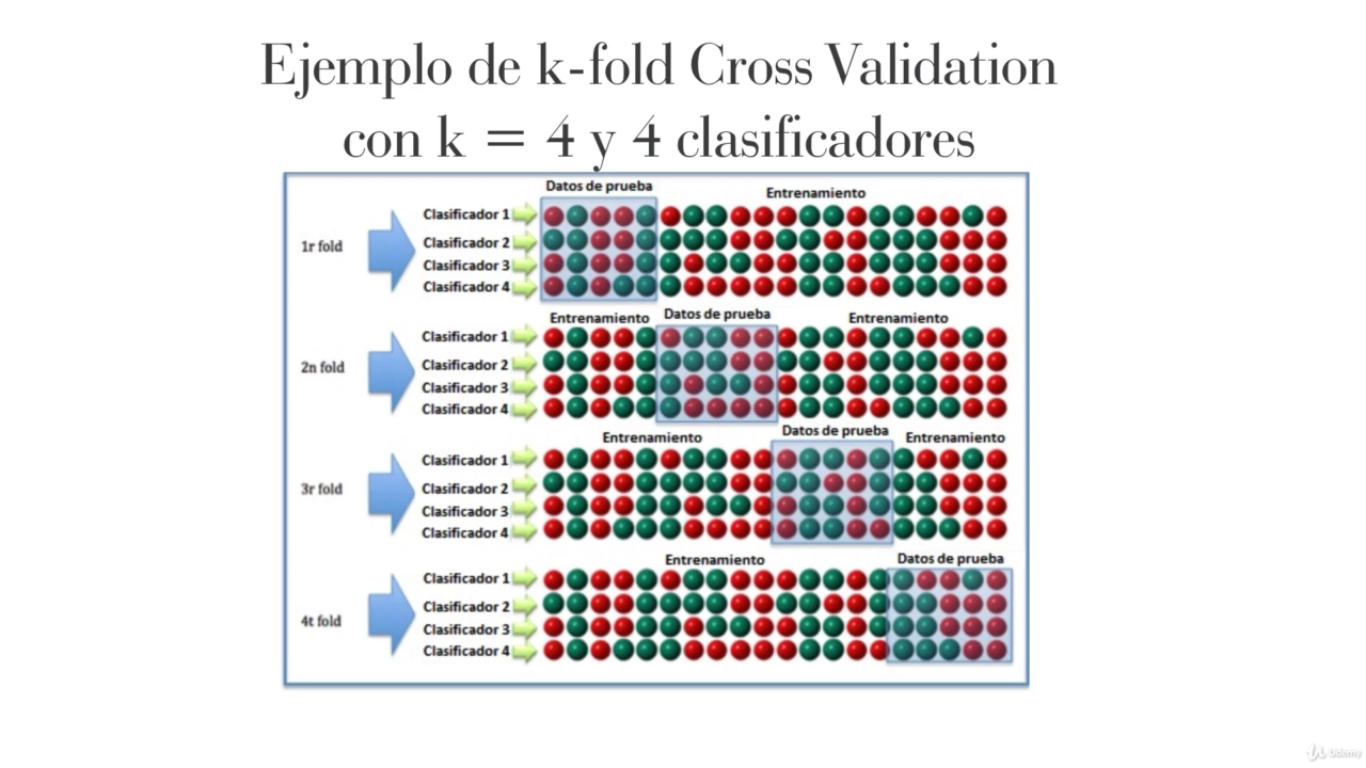 Ejemplo de k-fold Cross Validation
con k = 4 y 4 clasificadores
Datos de prueba
Entrenamiento
1r fold
Clasificador 1
Clasificador 2
Clasificador 3
Clasificador 4
Entrenamiento
Datos de prueba
Entrenamiento
2n fold
Clasificador 1
Clasificador 2
Clasificador 3
Clasificador 4
Entrenamiento
Datos de prueba
Entrenamiento
3r fold
Clasificador 1
Clasificador 2
Clasificador 3
Clasificador 4
Entrenamiento
Datos de prueba
4t fold
Clasificador 1
Clasificador 2
Clasificador 3
Clasificador 4
Udemy